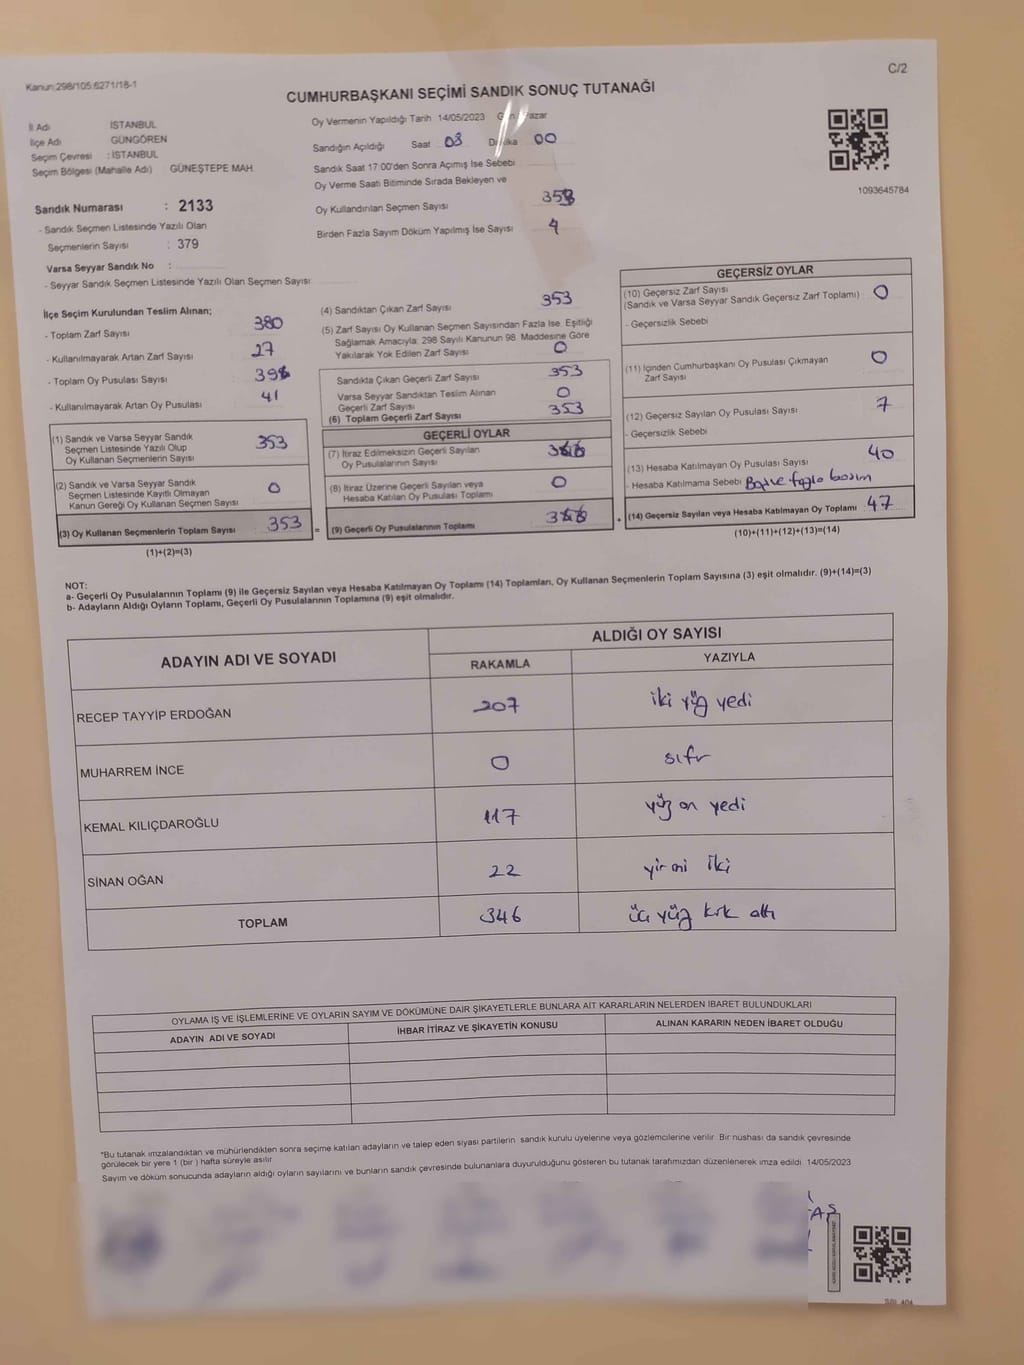 Kanun:298/105;6271/18-1
C/2
CUMHURBAŞKANI SEÇİMİ SANDIK SONUÇ TUTANAĞI
İl Adı İSTANBUL
İlçe Adı GÜNGÖREN
Seçim Çevresi : İSTANBUL
Seçim Bölgesi (Mahalle Adı) GÜNEŞTEPE MAH.
Sandık Numarası : 2133
- Sandık Seçmen Listesinde Yazılı Olan
Seçmenlerin Sayısı : 379
Varsa Seyyar Sandık No :
- Seyyar Sandık Seçmen Listesinde Yazılı Olan Seçmen Sayısı:
Oy Vermenin Yapıldığı Tarih 14/05/2023 Pazar
Sandığın Açıldığı Saat 03 00
Sandık Saat 17:00'den Sonra Açılmış İse Sebebi
Oy Verme Saati Bitiminde Sırada Bekleyen ve
Oy Kullandırılan Seçmen Sayısı
Birden Fazla Sayım Döküm Yapılmış İse Sayısı 4
1093645784
İlçe Seçim Kurulundan Teslim Alınan;
- Toplam Zarf Sayısı 380
- Kullanılmayarak Artan Zarf Sayısı 27
- Toplam Oy Pusulası Sayısı
- Kullanılmayarak Artan Oy Pusulası 41
(1) Sandık ve Varsa Seyyar Sandık
Seçmen Listesinde Yazılı Olup
Oy Kullanan Seçmenlerin Sayısı 353
(2) Sandık ve Varsa Seyyar Sandık
Seçmen Listesinde Kayıtlı Olmayan
Kanun Gereği Oy Kullanan Seçmen Sayısı 0
(3) Oy Kullanan Seçmenlerin Toplam Sayısı 353 =
(1)+(2)=(3)
(4) Sandıktan Çıkan Zarf Sayısı 353
(5) Zarf Sayısı Oy Kullanan Seçmen Sayısından Fazla İse, Eşitliği
Sağlamak Amacıyla; 298 Sayılı Kanunun 98. Maddesine Göre
Yakılarak Yok Edilen Zarf Sayısı 0
Sandıkta Çıkan Geçerli Zarf Sayısı 353
Varsa Seyyar Sandıktan Teslim Alınan
Geçerli Zarf Sayısı 0
(6) Toplam Geçerli Zarf Sayısı 353
GEÇERLİ OYLAR
(7) İtiraz Edilmeksizin Geçerli Sayılan
Oy Pusulalarının Sayısı
(8) İtiraz Üzerine Geçerli Sayılan veya
Hesaba Katılan Oy Pusulası Toplamı 0
(9) Geçerli Oy Pusulalarının Toplamı +
GEÇERSİZ OYLAR
(10) Geçersiz Zarf Sayısı 0
(Sandık ve Varsa Seyyar Sandık Geçersiz Zarf Toplamı)
- Geçersizlik Sebebi
(11) İçinden Cumhurbaşkanı Oy Pusulası Çıkmayan 0
Zarf Sayısı
(12) Geçersiz Sayılan Oy Pusulası Sayısı 7
- Geçersizlik Sebebi
(13) Hesaba Katılmayan Oy Pusulası Sayısı 40
- Hesaba Katılmama Sebebi fazla basım
(14) Geçersiz Sayılan veya Hesaba Katılmayan Oy Toplamı 47
(10)+(11)+(12)+(13)=(14)
NOT:
a- Geçerli Oy Pusulalarının Toplamı (9) ile Geçersiz Sayılan veya Hesaba Katılmayan Oy Toplamı (14) Toplamları, Oy Kullanan Seçmenlerin Toplam Sayısına (3) eşit olmalıdır. (9)+(14)=(3)
b- Adayların Aldığı Oyların Toplamı, Geçerli Oy Pusulalarının Toplamına (9) eşit olmalıdır.
ADAYIN ADI VE SOYADI
ALDIĞI OY SAYISI
RAKAMLA YAZIYLA
RECEP TAYYİP ERDOĞAN 207 iki yüz yedi
MUHARREM İNCE 0 sıfr
KEMAL KILIÇDAROĞLU 117 yüz on yedi
SİNAN OĞAN 22 yirmi iki
TOPLAM 346 üç yüz kırk altı
OYLAMA İŞ VE İŞLEMLERİNE VE OYLARIN SAYIM VE DÖKÜMÜNE DAİR ŞİKAYETLERLE BUNLARA AİT KARARLARIN NELERDEN İBARET BULUNDUKLARI
ADAYIN ADI VE SOYADI İHBAR İTİRAZ VE ŞİKAYETİN KONUSU ALINAN KARARIN NEDEN İBARET OLDUĞU
*Bu tutanak imzalandıktan ve mühürlendikten sonra seçime katılan adayların ve talep eden siyasi partilerin sandık kurulu üyelerine veya gözlemcilerine verilir. Bir nüshası da sandık çevresinde
görülecek bir yere 1 (bir ) hafta süreyle asılır.
Sayım ve döküm sonucunda adayların aldığı oyların sayılarını ve bunların sandık çevresinde bulunanlara duyurulduğunu gösteren bu tutanak tarafımızdan düzenlenerek imza edildi. 14/05/2023